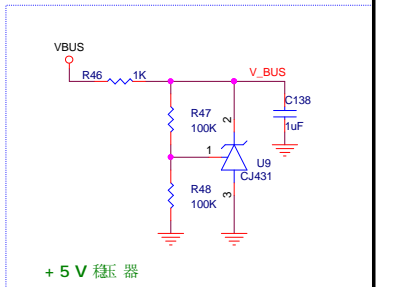 VBUS
R46 1K
V_BUS
R47
100K
2
C138
1uF
1
U9
CJ431
R48
100K
3
+5V 稳压器